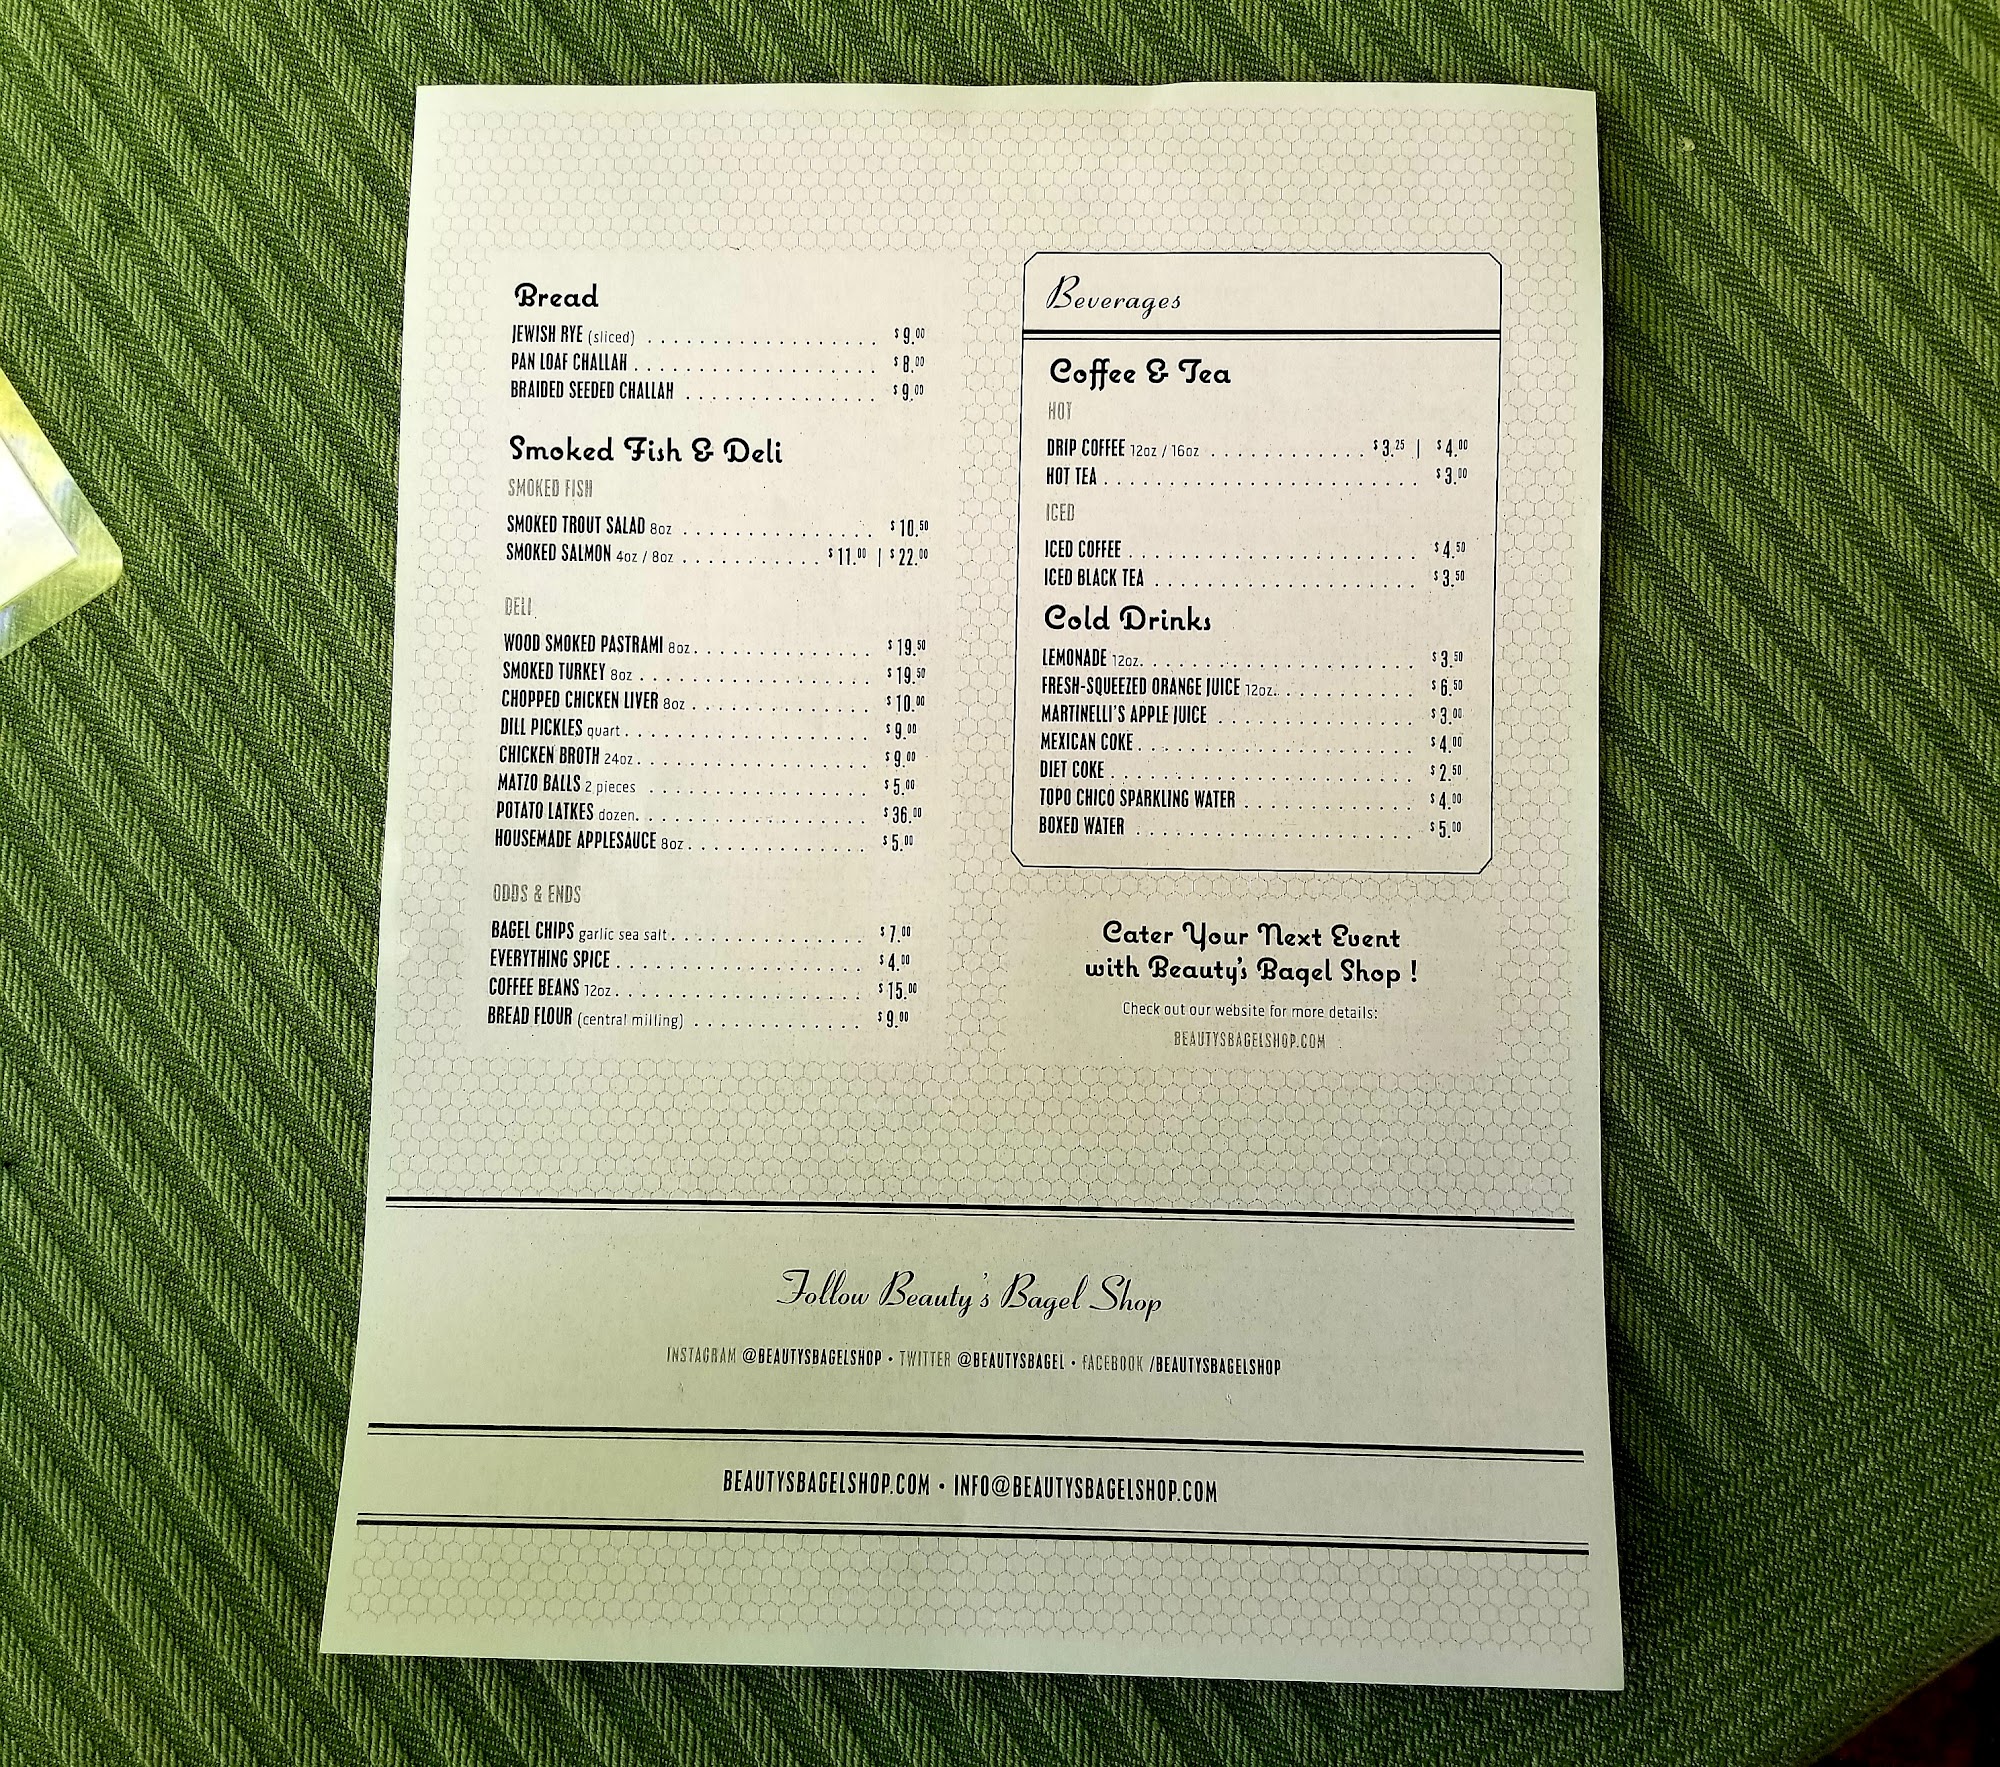 Bread
JEWISH RYE (sliced) . . . . . . . . . . . . . . . . . . $9.00
PAN LOAF CHALLAH . . . . . . . . . . . . . . . . . . . $8.00
BRAIDED SEEDED CHALLAH . . . . . . . . . . . . . . . $9.00
Smoked Fish & Deli
SMOKED FISH
SMOKED TROUT SALAD 8oz . . . . . . . . . . . . . . . $10.50
SMOKED SALMON 4oz / 8oz . . . . . . . . . . . $11.00 | $22.00
DELI
WOOD SMOKED PASTRAMI 8oz . . . . . . . . . . . . . . $19.50
SMOKED TURKEY 8oz . . . . . . . . . . . . . . . . . . $19.50
CHOPPED CHICKEN LIVER 8oz . . . . . . . . . . . . . . $10.00
DILL PICKLES quart . . . . . . . . . . . . . . . . . . . $9.00
CHICKEN BROTH 24oz . . . . . . . . . . . . . . . . . . $9.00
MATZO BALLS 2 pieces . . . . . . . . . . . . . . . . . $5.00
POTATO LATKES dozen . . . . . . . . . . . . . . . . . . $36.00
HOUSEMADE APPLESAUCE 8oz . . . . . . . . . . . . . . $5.00
ODDS & ENDS
BAGEL CHIPS garlic sea salt . . . . . . . . . . . . . . . $7.00
EVERYTHING SPICE . . . . . . . . . . . . . . . . . . . . $4.00
COFFEE BEANS 12oz . . . . . . . . . . . . . . . . . . . $15.00
BREAD FLOUR (central milling) . . . . . . . . . . . . . $9.00
Beverages
Coffee & Tea
HOT
DRIP COFFEE 12oz / 16oz . . . . . . . . . . . . $3.25 | $4.00
HOT TEA . . . . . . . . . . . . . . . . . . . . . . . . . $3.00
ICED
ICED COFFEE . . . . . . . . . . . . . . . . . . . . . . . $4.50
ICED BLACK TEA . . . . . . . . . . . . . . . . . . . . . $3.50
Cold Drinks
LEMONADE 12oz. . . . . . . . . . . . . . . . . . . . . . $3.50
FRESH-SQUEEZED ORANGE JUICE 12oz. . . . . . . . . . . $6.50
MARTINELLI'S APPLE JUICE . . . . . . . . . . . . . . . . $3.00
MEXICAN COKE . . . . . . . . . . . . . . . . . . . . . . $4.00
DIET COKE . . . . . . . . . . . . . . . . . . . . . . . . $2.50
TOPO CHICO SPARKLING WATER . . . . . . . . . . . . . . $4.00
BOXED WATER . . . . . . . . . . . . . . . . . . . . . . $5.00
Cater Your Next Event
with Beauty's Bagel Shop !
Check out our website for more details:
BEAUTYSBAGELSHOP.COM
Follow Beauty's Bagel Shop
INSTAGRAM @BEAUTYSBAGELSHOP • TWITTER @BEAUTYSBAGEL • FACEBOOK /BEAUTYSBAGELSHOP
BEAUTYSBAGELSHOP.COM • INFO@BEAUTYSBAGELSHOP.COM